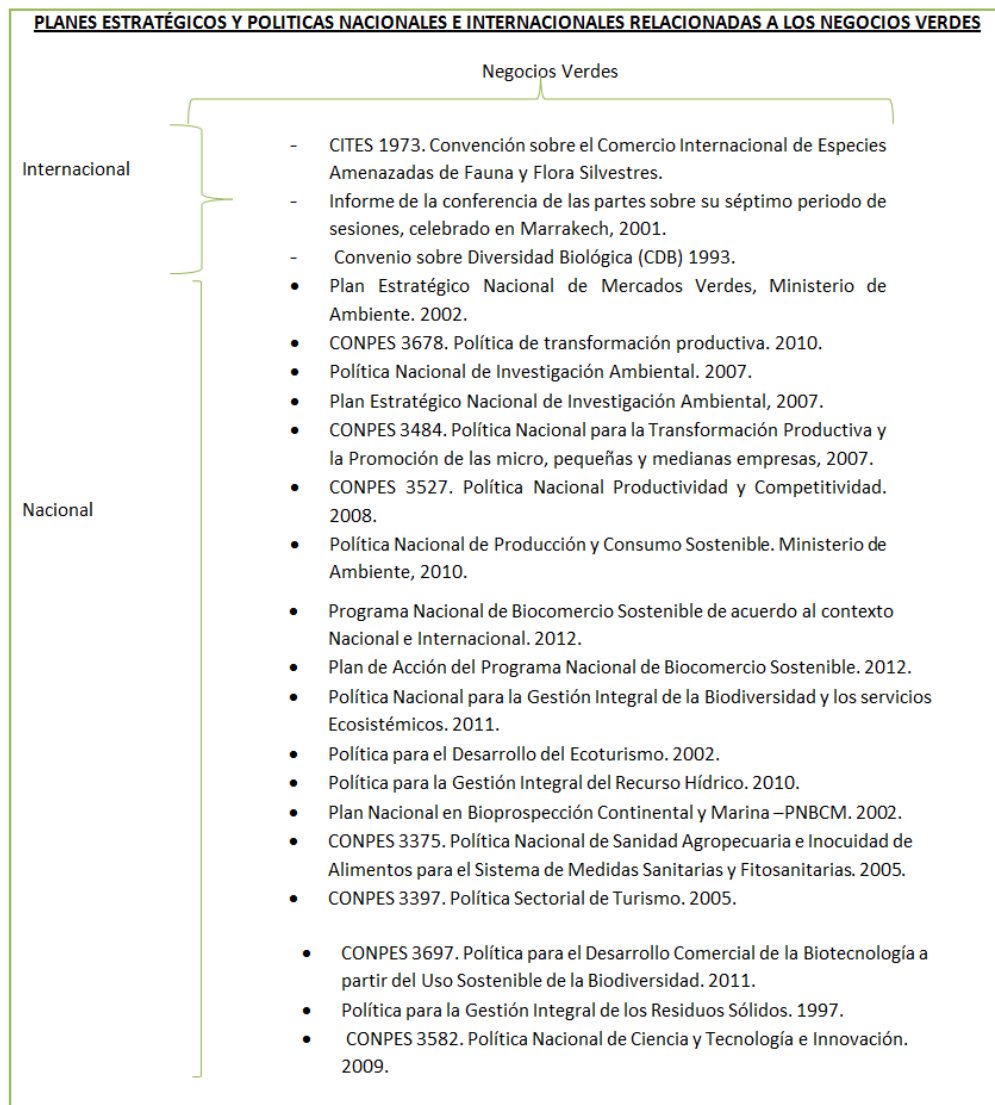 PLANES ESTRATÉGICOS Y POLITICAS NACIONALES E INTERNACIONALES RELACIONADAS A LOS NEGOCIOS VERDES
Negocios Verdes
Internacional
- CITES 1973. Convención sobre el Comercio Internacional de Especies
Amenazadas de Fauna y Flora Silvestres.
- Informe de la conferencia de las partes sobre su séptimo periodo de
sesiones, celebrado en Marrakech, 2001.
- Convenio sobre Diversidad Biológica (CDB) 1993.
Nacional
• Plan Estratégico Nacional de Mercados Verdes, Ministerio de
Ambiente. 2002.
• CONPES 3678. Política de transformación productiva. 2010.
• Política Nacional de Investigación Ambiental. 2007.
• Plan Estratégico Nacional de Investigación Ambiental, 2007.
• CONPES 3484. Política Nacional para la Transformación Productiva y
la Promoción de las micro, pequeñas y medianas empresas, 2007.
• CONPES 3527. Política Nacional Productividad y Competitividad.
2008.
• Política Nacional de Producción y Consumo Sostenible. Ministerio de
Ambiente, 2010.
• Programa Nacional de Biocomercio Sostenible de acuerdo al contexto
Nacional e Internacional. 2012.
• Plan de Acción del Programa Nacional de Biocomercio Sostenible. 2012.
• Política Nacional para la Gestión Integral de la Biodiversidad y los servicios
Ecosistémicos. 2011.
• Política para el Desarrollo del Ecoturismo. 2002.
• Política para la Gestión Integral del Recurso Hídrico. 2010.
• Plan Nacional en Bioprospección Continental y Marina –PNBCM. 2002.
• CONPES 3375. Política Nacional de Sanidad Agropecuaria e Inocuidad de
Alimentos para el Sistema de Medidas Sanitarias y Fitosanitarias. 2005.
• CONPES 3397. Política Sectorial de Turismo. 2005.
• CONPES 3697. Política para el Desarrollo Comercial de la Biotecnología a
partir del Uso Sostenible de la Biodiversidad. 2011.
• Política para la Gestión Integral de los Residuos Sólidos. 1997.
• CONPES 3582. Política Nacional de Ciencia y Tecnología e Innovación.
2009.